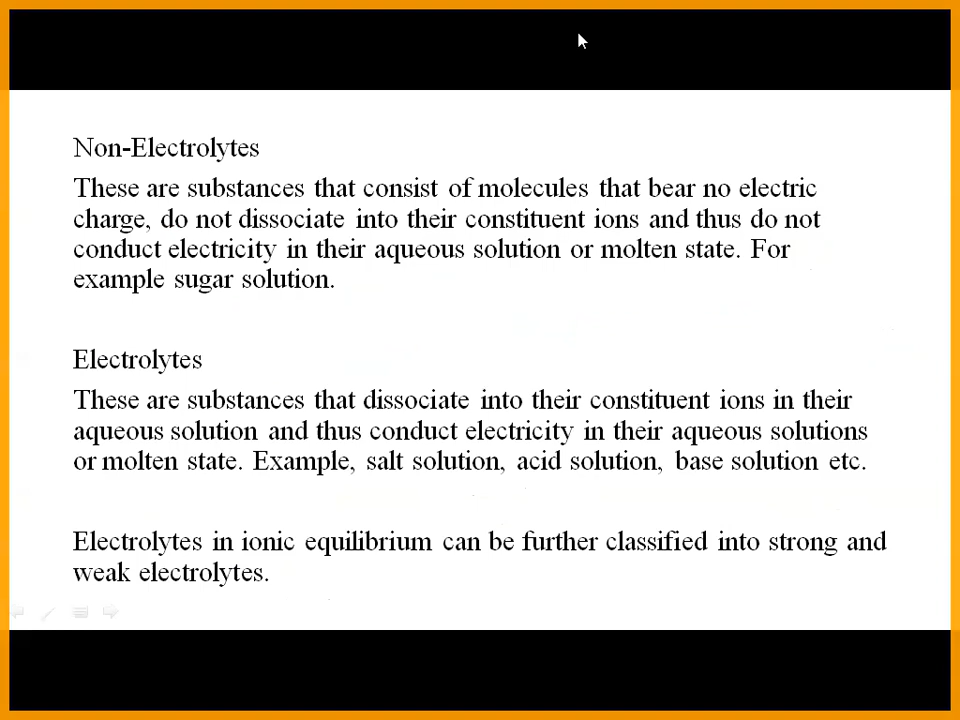 Non-Electrolytes
These are substances that consist of molecules that bear no electric
charge, do not dissociate into their constituent ions and thus do not
conduct electricity in their aqueous solution or molten state. For
example sugar solution.
Electrolytes
These are substances that dissociate into their constituent ions in their
aqueous solution and thus conduct electricity in their aqueous solutions
or molten state. Example, salt solution, acid solution, base solution etc.
Electrolytes in ionic equilibrium can be further classified into strong and
weak electrolytes.